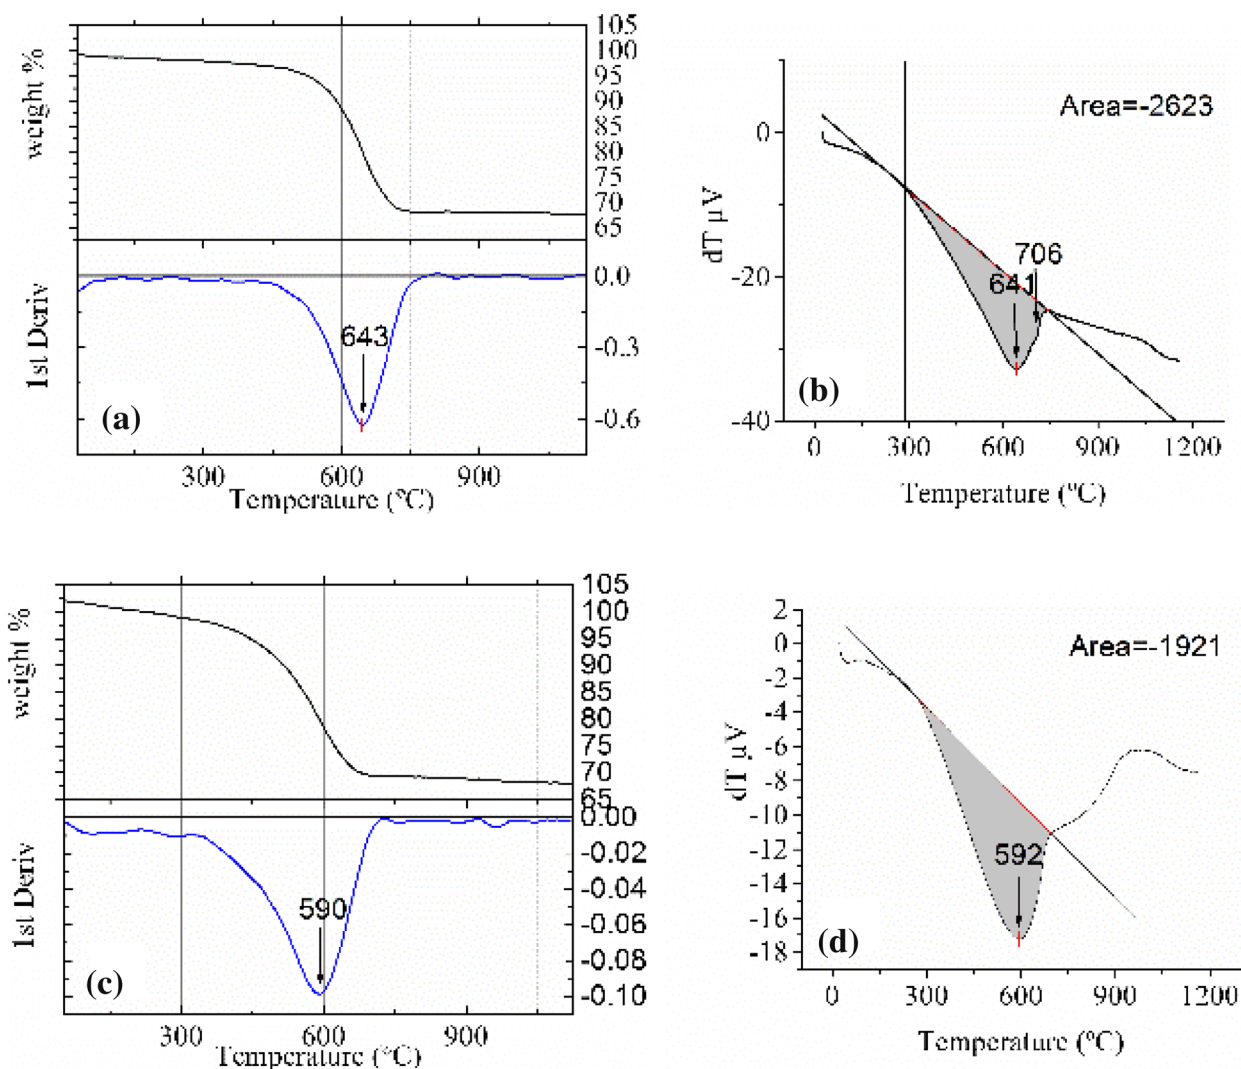 105
100
95
90
85
80
75
70
65
weight %
0.0
-0.3
-0.6
1st Deriv
643
(a)
300 600 900
Temperature (ºC)
Area=-2623
0
-20
-40
dT µV
706
641
(b)
0 300 600 900 1200
Temperature (ºC)
105
100
95
90
85
80
75
70
65
weight %
0.00
-0.02
-0.04
-0.06
-0.08
-0.10
1st Deriv
590
(c)
300 600 900
Temperature (ºC)
2
0
-2
-4
-6
-8
-10
-12
-14
-16
-18
dT µV
Area=-1921
592
(d)
0 300 600 900 1200
Temperature (ºC)